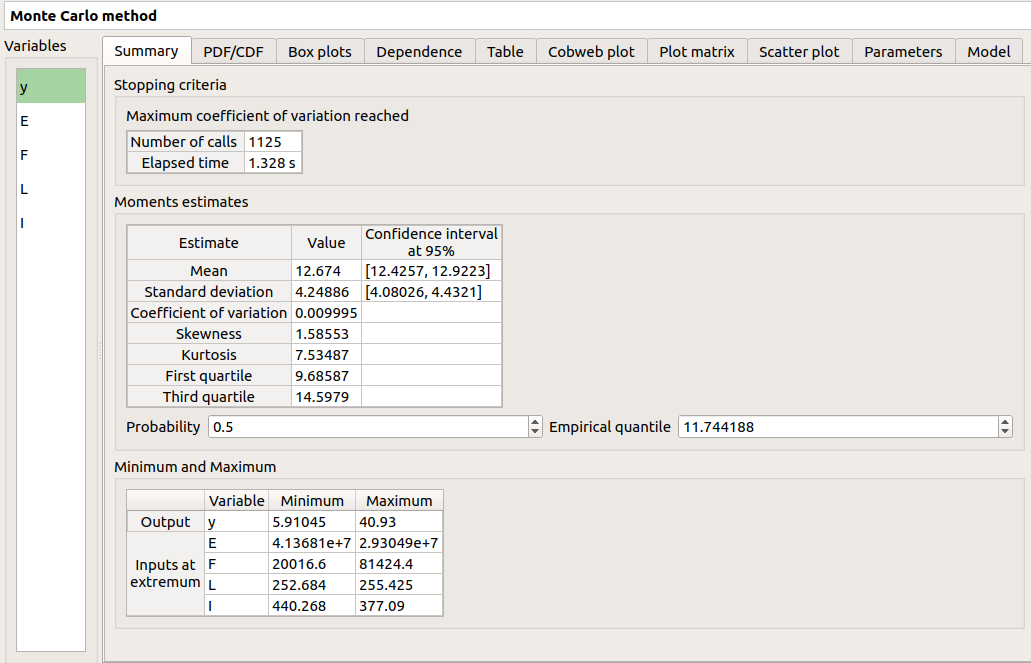 Monte Carlo method
Variables
y
E
F
L
I
Summary PDF/CDF Box plots Dependence Table Cobweb plot Plot matrix Scatter plot Parameters Model
Stopping criteria
Maximum coefficient of variation reached
Number of calls 1125
Elapsed time 1.328 s
Moments estimates
Estimate Value Confidence interval
at 95%
Mean 12.674 [12.4257, 12.9223]
Standard deviation 4.24886 [4.08026, 4.4321]
Coefficient of variation 0.009995
Skewness 1.58553
Kurtosis 7.53487
First quartile 9.68587
Third quartile 14.5979
Probability 0.5 Empirical quantile 11.744188
Minimum and Maximum
Variable Minimum Maximum
Output y 5.91045 40.93
Inputs at
extremum
E 4.13681e+7 2.93049e+7
F 20016.6 81424.4
L 252.684 255.425
I 440.268 377.09